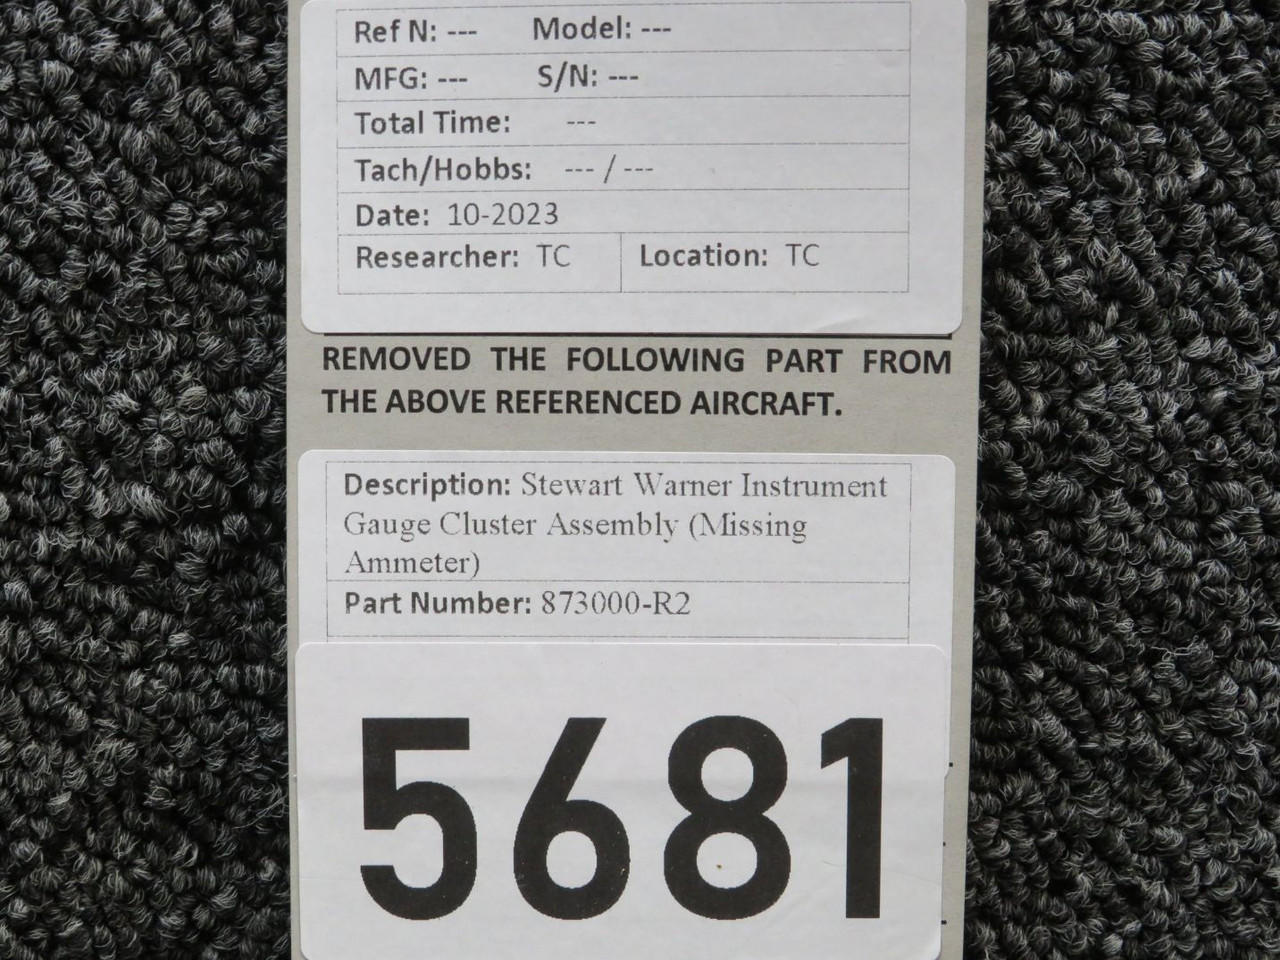 Ref N: --- Model: ---
MFG: --- S/N: ---
Total Time: ---
Tach/Hobbs: --- / ---
Date: 10-2023
Researcher: TC Location: TC
REMOVED THE FOLLOWING PART FROM
THE ABOVE REFERENCED AIRCRAFT.
Description: Stewart Warner Instrument
Gauge Cluster Assembly (Missing
Ammeter)
Part Number: 873000-R2
5681